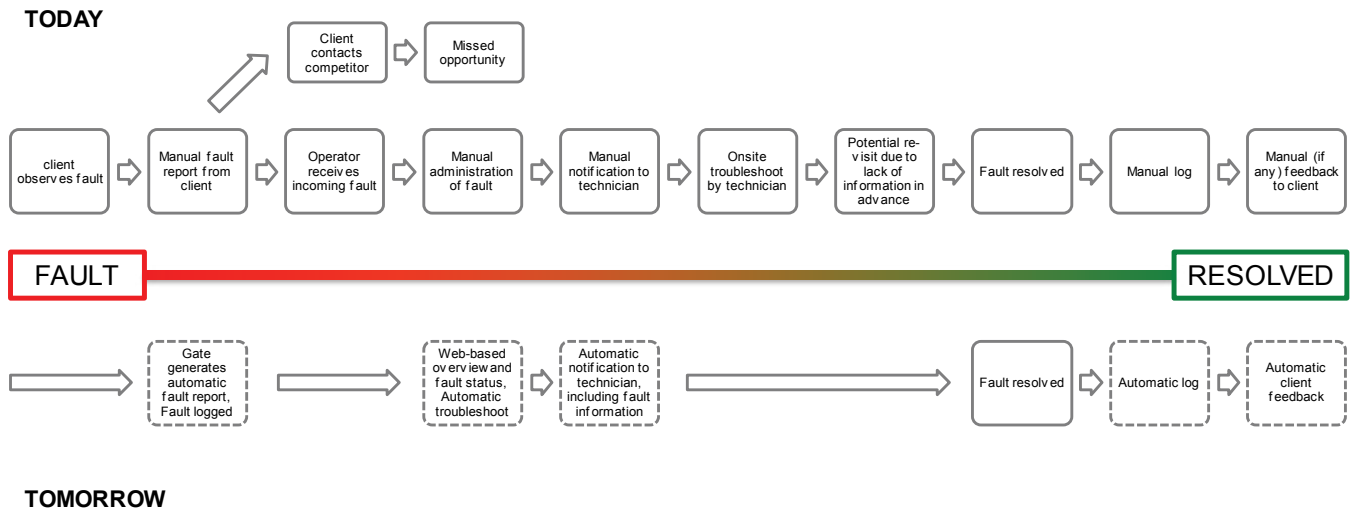 TODAY
Client
contacts
competitor
Missed
opportunity
client
observes fault
Manual fault
report from
client
Operator
receives
incoming fault
Manual
administration
of fault
Manual
notification to
technician
Onsite
troubleshoot
by technician
Potential re-
visit due to
lack of
information in
advance
Fault resolved
Manual log
Manual (if
any) feedback
to client
FAULT
RESOLVED
Gate
generates
automatic
fault report,
Fault logged
Web-based
overview and
fault status,
Automatic
troubleshoot
Automatic
notification to
technician,
including fault
information
Fault resolved
Automatic log
Automatic
client
feedback
TOMORROW